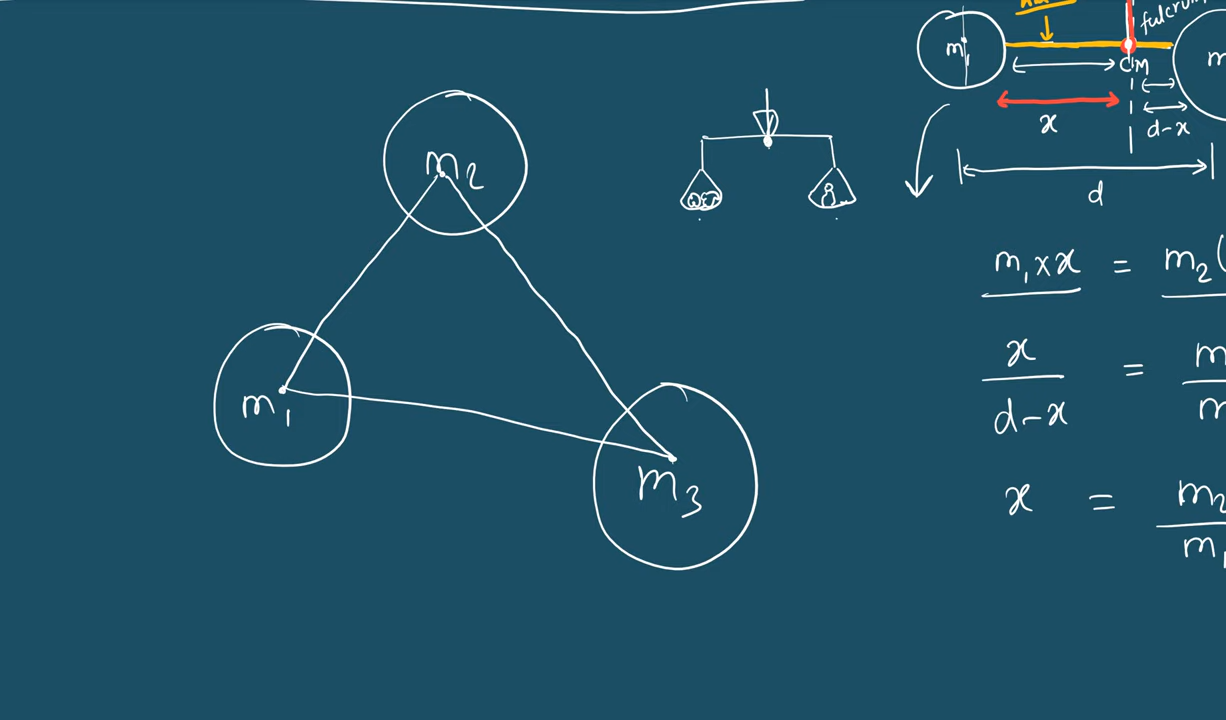 m₂
m₁
m₃
m₁
fulcrum
CM
x
d-x
d
m₁ × x = m₂ (
x / d-x = m / m
x = m₂ / m₁